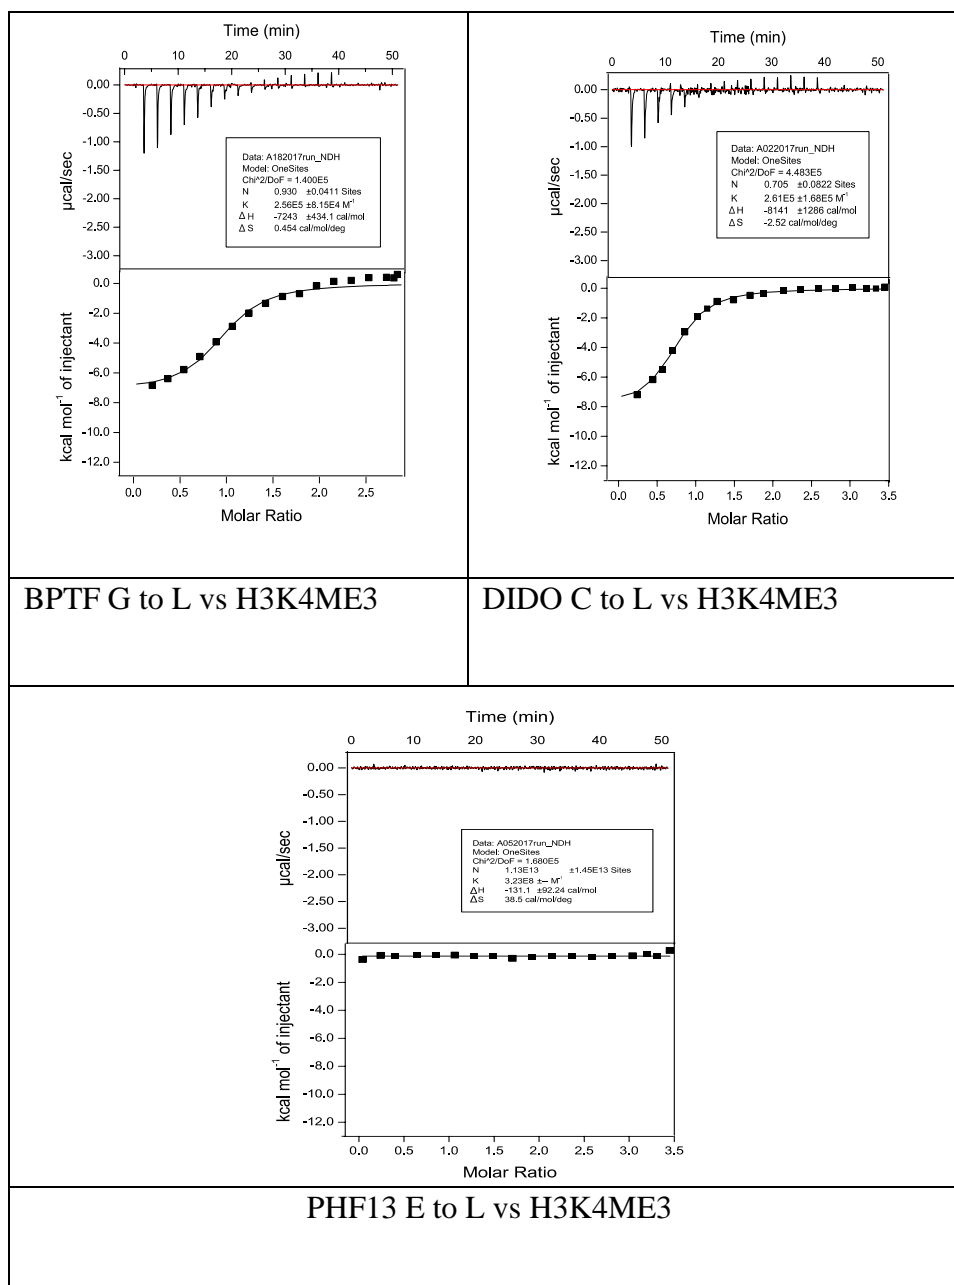 Time (min)
0 10 20 30 40 50
0.00
-0.50
-1.00
-1.50
-2.00
-2.50
-3.00
µcal/sec
Data: A182017run_NDH
Model: OneSites
Chi^2/DoF = 1.400E5
N 0.930 ±0.0411 Sites
K 2.56E5 ±8.15E4 M⁻¹
ΔH -7243 ±434.1 cal/mol
ΔS 0.454 cal/mol/deg
0.0
-2.0
-4.0
-6.0
-8.0
-10.0
-12.0
kcal mol⁻¹ of injectant
0.0 0.5 1.0 1.5 2.0 2.5
Molar Ratio
BPTF G to L vs H3K4ME3
Time (min)
0 10 20 30 40 50
0.00
-0.50
-1.00
-1.50
-2.00
-2.50
-3.00
µcal/sec
Data: A022017run_NDH
Model: OneSites
Chi^2/DoF = 4.483E5
N 0.705 ±0.0822 Sites
K 2.61E5 ±1.68E5 M⁻¹
ΔH -8141 ±1286 cal/mol
ΔS -2.52 cal/mol/deg
0.0
-2.0
-4.0
-6.0
-8.0
-10.0
-12.0
kcal mol⁻¹ of injectant
0.0 0.5 1.0 1.5 2.0 2.5 3.0 3.5
Molar Ratio
DIDO C to L vs H3K4ME3
Time (min)
0 10 20 30 40 50
0.00
-0.50
-1.00
-1.50
-2.00
-2.50
-3.00
µcal/sec
Data: A052017run_NDH
Model: OneSites
Chi^2/DoF = 1.680E5
N 1.13E13 ±1.45E13 Sites
K 3.23E8 ±-- M⁻¹
ΔH -131.1 ±92.24 cal/mol
ΔS 38.5 cal/mol/deg
0.0
-2.0
-4.0
-6.0
-8.0
-10.0
-12.0
kcal mol⁻¹ of injectant
0.0 0.5 1.0 1.5 2.0 2.5 3.0 3.5
Molar Ratio
PHF13 E to L vs H3K4ME3